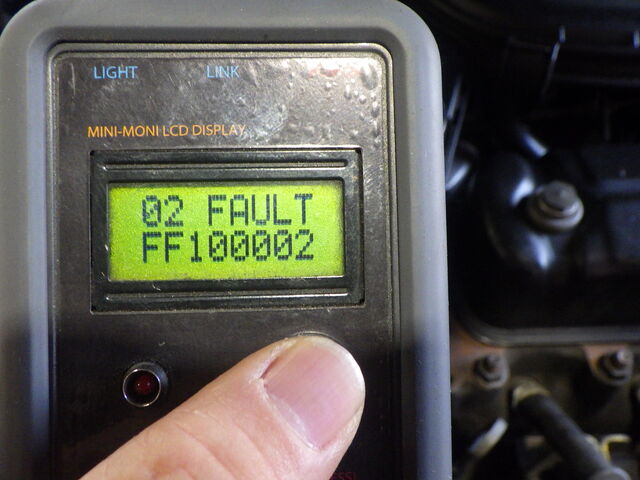 LIGHT LINK
MINI-MONI LCD DISPLAY
02 FAULT
FF100002